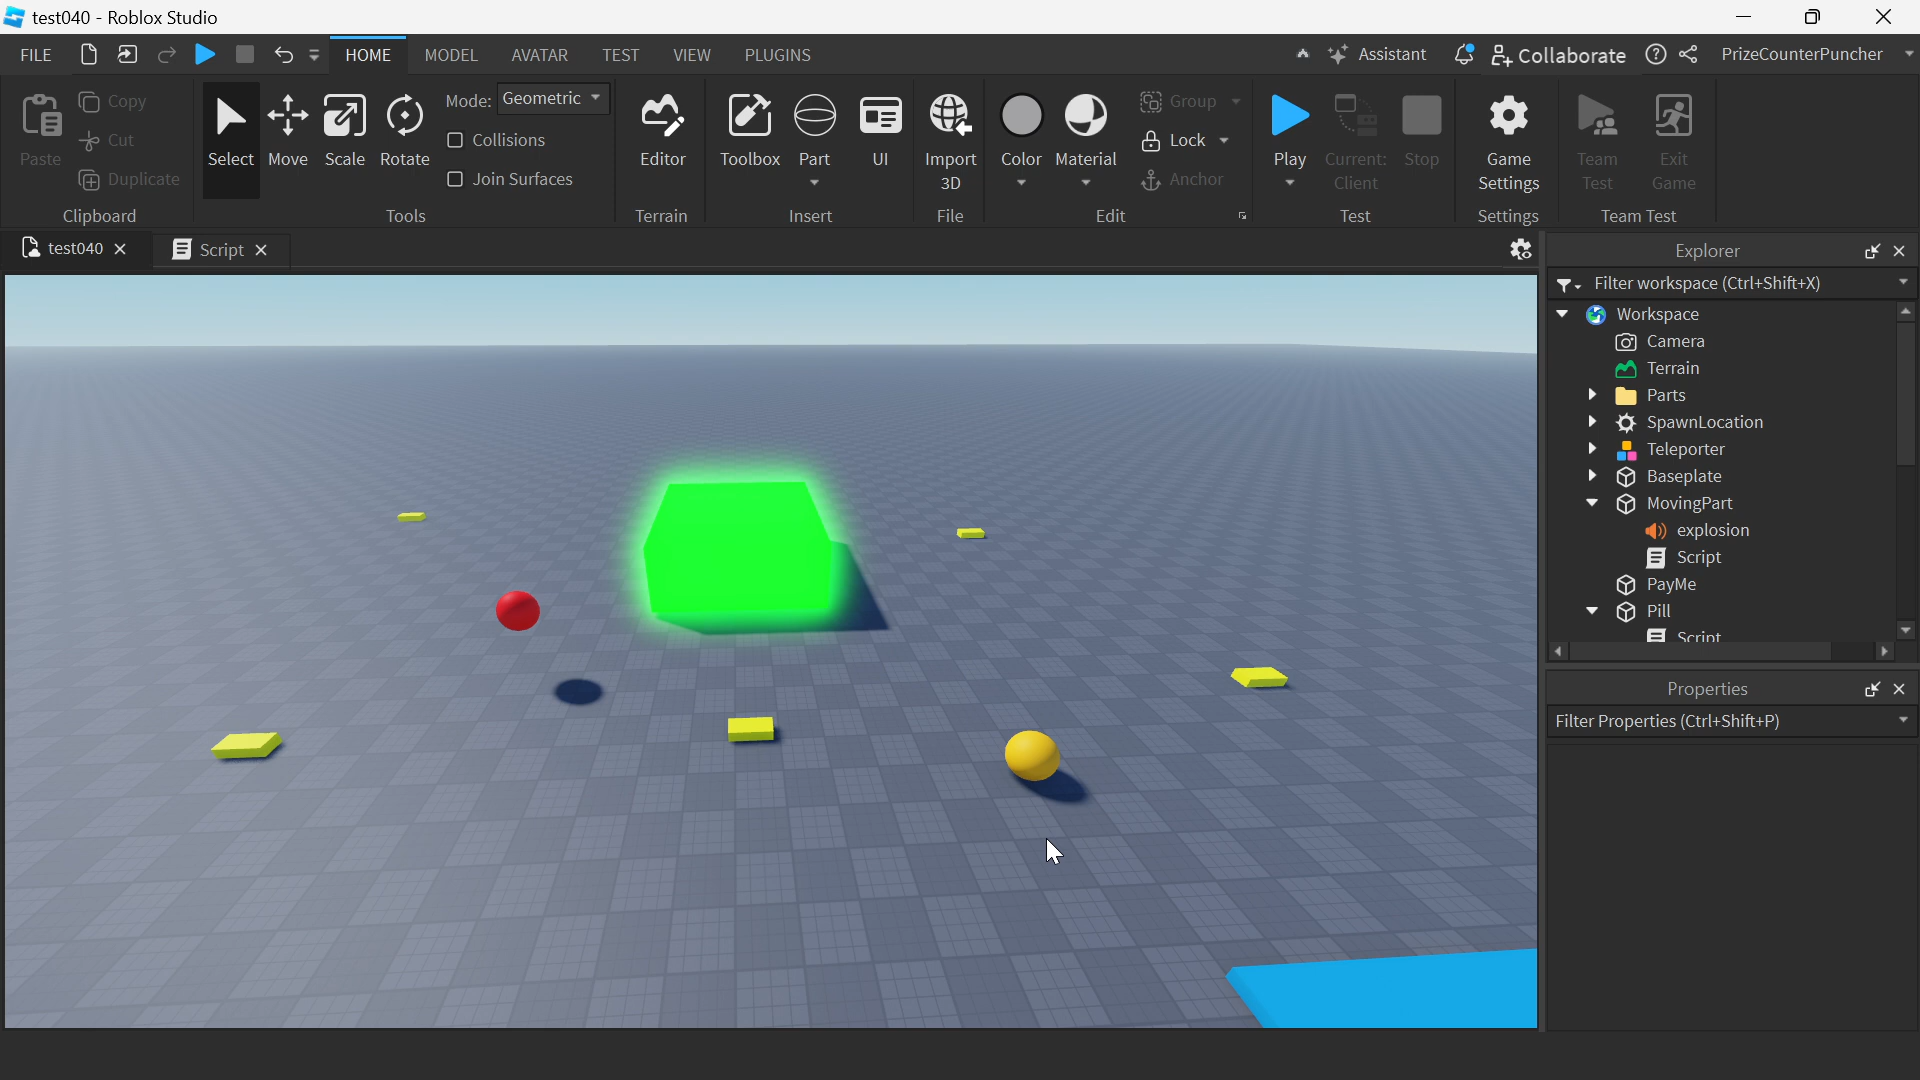 test040 - Roblox Studio
FILE
HOME
MODEL
AVATAR
TEST
VIEW
PLUGINS
Assistant
Collaborate
PrizeCounterPuncher
Paste
Copy
Cut
Duplicate
Clipboard
Select
Move
Scale
Rotate
Mode: Geometric
Collisions
Join Surfaces
Tools
Editor
Terrain
Toolbox
Part
UI
Insert
Import
3D
File
Color
Material
Group
Lock
Anchor
Edit
Play
Current:
Client
Stop
Test
Game
Settings
Settings
Team
Test
Exit
Game
Team Test
test040
Script
Explorer
Filter workspace (Ctrl+Shift+X)
Workspace
Camera
Terrain
Parts
SpawnLocation
Teleporter
Baseplate
MovingPart
explosion
Script
PayMe
Pill
Script
Properties
Filter Properties (Ctrl+Shift+P)